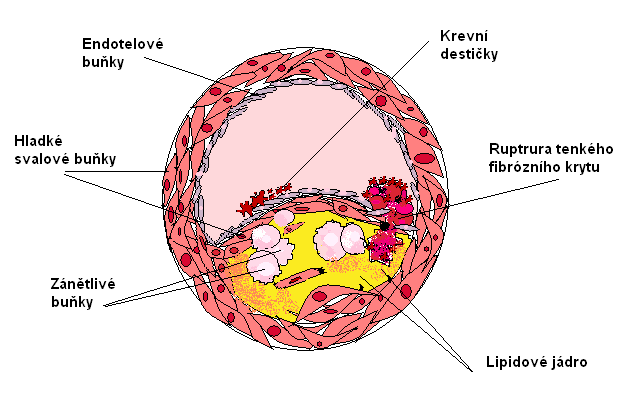 Endotelové
buňky
Krevní
destičky
Hladké
svalové buňky
Ruptrura tenkého
fibrózního krytu
Zánětlivé
buňky
Lipidové jádro